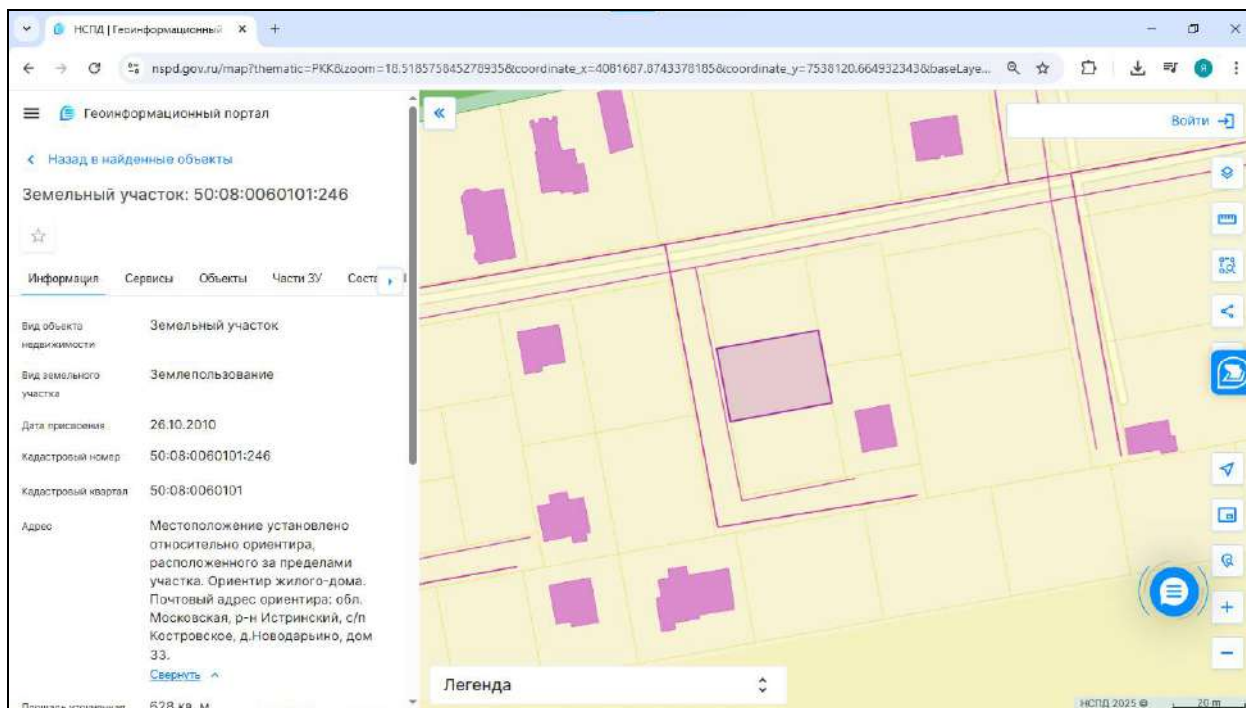 НСПД | Геоинформационный
nspd.gov.ru/map?thematic=PKK&zoom=18.518575845278935&coordinate_x=4081687.8743378185&coordinate_y=7538120.664932343&baseLaye...
Я
Геоинформационный портал
Войти
Назад в найденные объекты
Земельный участок: 50:08:0060101:246
Информация Сервисы Объекты Части ЗУ Соста
Вид объекта недвижимости
Земельный участок
Вид земельного участка
Землепользование
Дата присвоения 26.10.2010
Кадастровый номер 50:08:0060101:246
Кадастровый квартал 50:08:0060101
Адрес
Местоположение установлено
относительно ориентира,
расположенного за пределами
участка. Ориентир жилого-дома.
Почтовый адрес ориентира: обл.
Московская, р-н Истринский, с/п
Костровское, д.Новодарьино, дом
33.
Свернуть
Площадь уточненная 628 кв. м
Легенда
НСПД 2025 ©
20 m